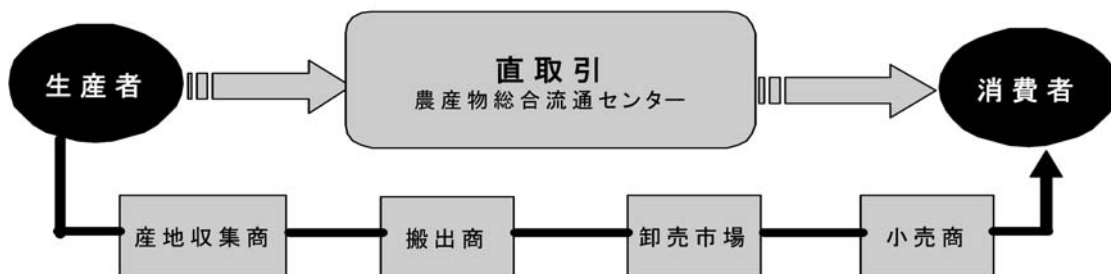 生産者
直取引
農産物総合流通センター
消費者
産地収集商
搬出商
卸売市場
小売商